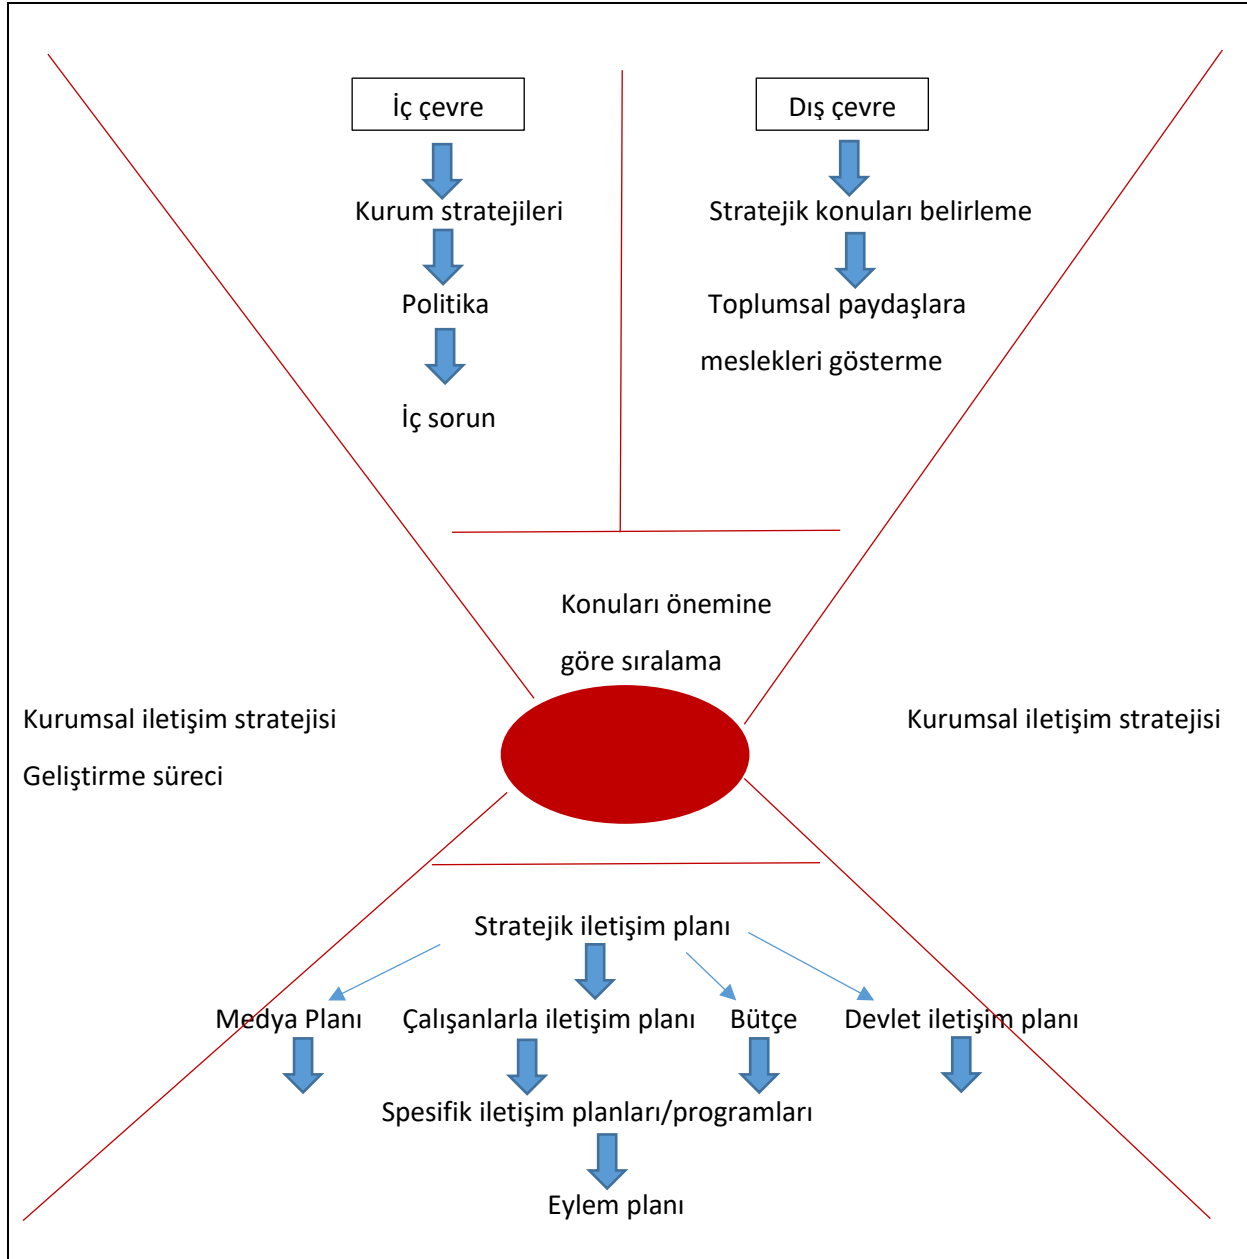 İç çevre
Dış çevre
Kurum stratejileri
Stratejik konuları belirleme
Politika
Toplumsal paydaşlara
meslekleri gösterme
İç sorun
Konuları önemine
göre sıralama
Kurumsal iletişim stratejisi
Geliştirme süreci
Kurumsal iletişim stratejisi
Stratejik iletişim planı
Medya Planı
Çalışanlarla iletişim planı
Bütçe
Devlet iletişim planı
Spesifik iletişim planları/programları
Eylem planı